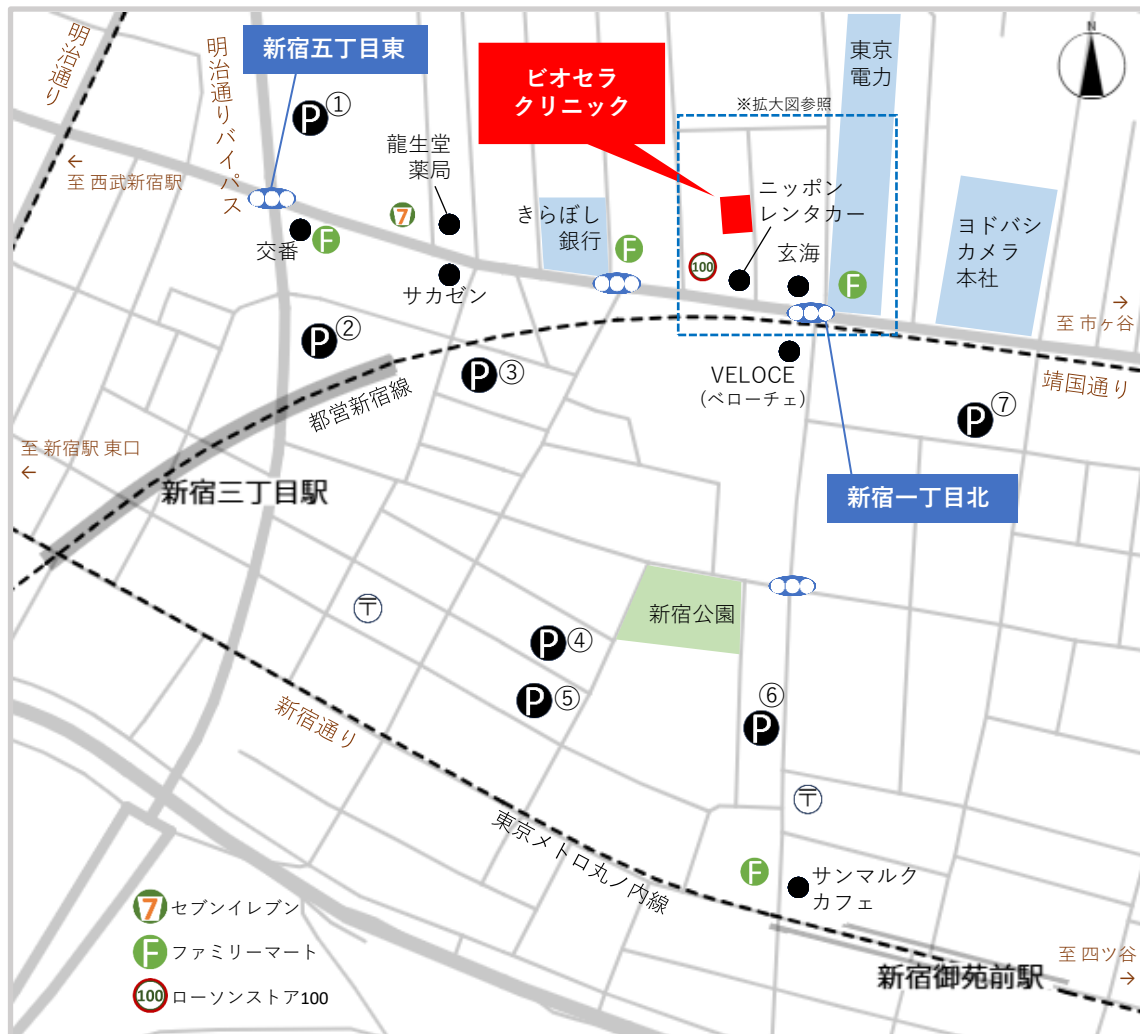 明治通り
明治通りバイパス
新宿五丁目東
ビオセラ
クリニック
東京
電力
N
※拡大図参照
P①
龍生堂
薬局
←
至 西武新宿駅
7
きらぼし
銀行
F
ニッポン
レンタカー
ヨドバシ
カメラ
本社
交番
F
サカゼン
100
玄海
F
→
至 市ヶ谷
P②
P③
VELOCE
(ベローチェ)
靖国通り
都営新宿線
P⑦
至 新宿駅 東口
←
新宿三丁目駅
新宿一丁目北
〒
新宿公園
P④
P⑤
P⑥
新宿通り
〒
東京メトロ丸ノ内線
F
サンマルク
カフェ
7 セブンイレブン
F ファミリーマート
100 ローソンストア100
新宿御苑前駅
至 四ツ谷
→